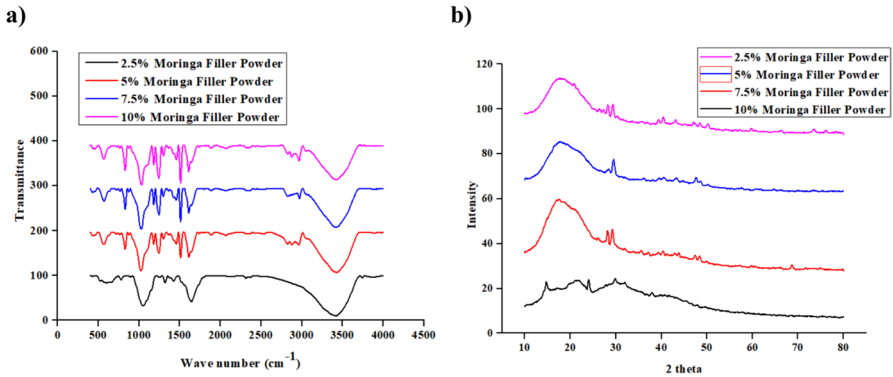 a)
600
500
400
300
200
100
0
Transmittance
2.5% Moringa Filler Powder
5% Moringa Filler Powder
7.5% Moringa Filler Powder
10% Moringa Filler Powder
0 500 1000 1500 2000 2500 3000 3500 4000 4500
Wave number (cm⁻¹)
b)
120
100
80
60
40
20
0
Intensity
2.5% Moringa Filler Powder
5% Moringa Filler Powder
7.5% Moringa Filler Powder
10% Moringa Filler Powder
10 20 30 40 50 60 70 80
2 theta